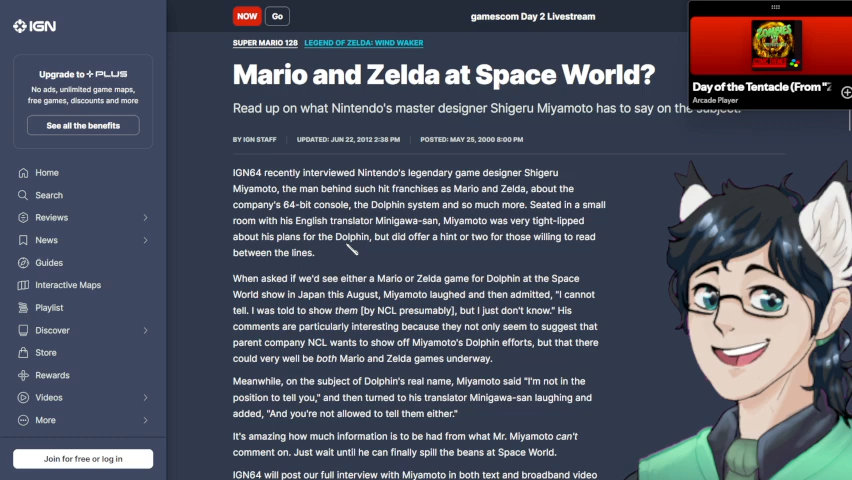 IGN
NOW
Go
gamescom Day 2 Livestream
Upgrade to PLUS
No ads, unlimited game maps,
free games, discounts and more
See all the benefits
Home
Search
Reviews
News
Guides
Interactive Maps
Playlist
Discover
Store
Rewards
Videos
More
Join for free or log in
SUPER MARIO 128
LEGEND OF ZELDA: WIND WAKER
Mario and Zelda at Space World?
Read up on what Nintendo's master designer Shigeru Miyamoto has to say on the subject.
BY IGN STAFF
UPDATED: JUN 22, 2012 2:38 PM
POSTED: MAY 25, 2000 8:00 PM
IGN64 recently interviewed Nintendo's legendary game designer Shigeru
Miyamoto, the man behind such hit franchises as Mario and Zelda, about the
company's 64-bit console, the Dolphin system and so much more. Seated in a small
room with his English translator Minigawa-san, Miyamoto was very tight-lipped
about his plans for the Dolphin, but did offer a hint or two for those willing to read
between the lines.
When asked if we'd see either a Mario or Zelda game for Dolphin at the Space
World show in Japan this August, Miyamoto laughed and then admitted, "I cannot
tell. I was told to show them [by NCL presumably], but I just don't know." His
comments are particularly interesting because they not only seem to suggest that
parent company NCL wants to show off Miyamoto's Dolphin efforts, but that there
could very well be both Mario and Zelda games underway.
Meanwhile, on the subject of Dolphin's real name, Miyamoto said "I'm not in the
position to tell you," and then turned to his translator Minigawa-san laughing and
added, "And you're not allowed to tell them either."
It's amazing how much information is to be had from what Mr. Miyamoto can't
comment on. Just wait until he can finally spill the beans at Space World.
IGN64 will post our full interview with Miyamoto in both text and broadband video
ZOMBIES
Day of the Tentacle (From "Z
Arcade Player